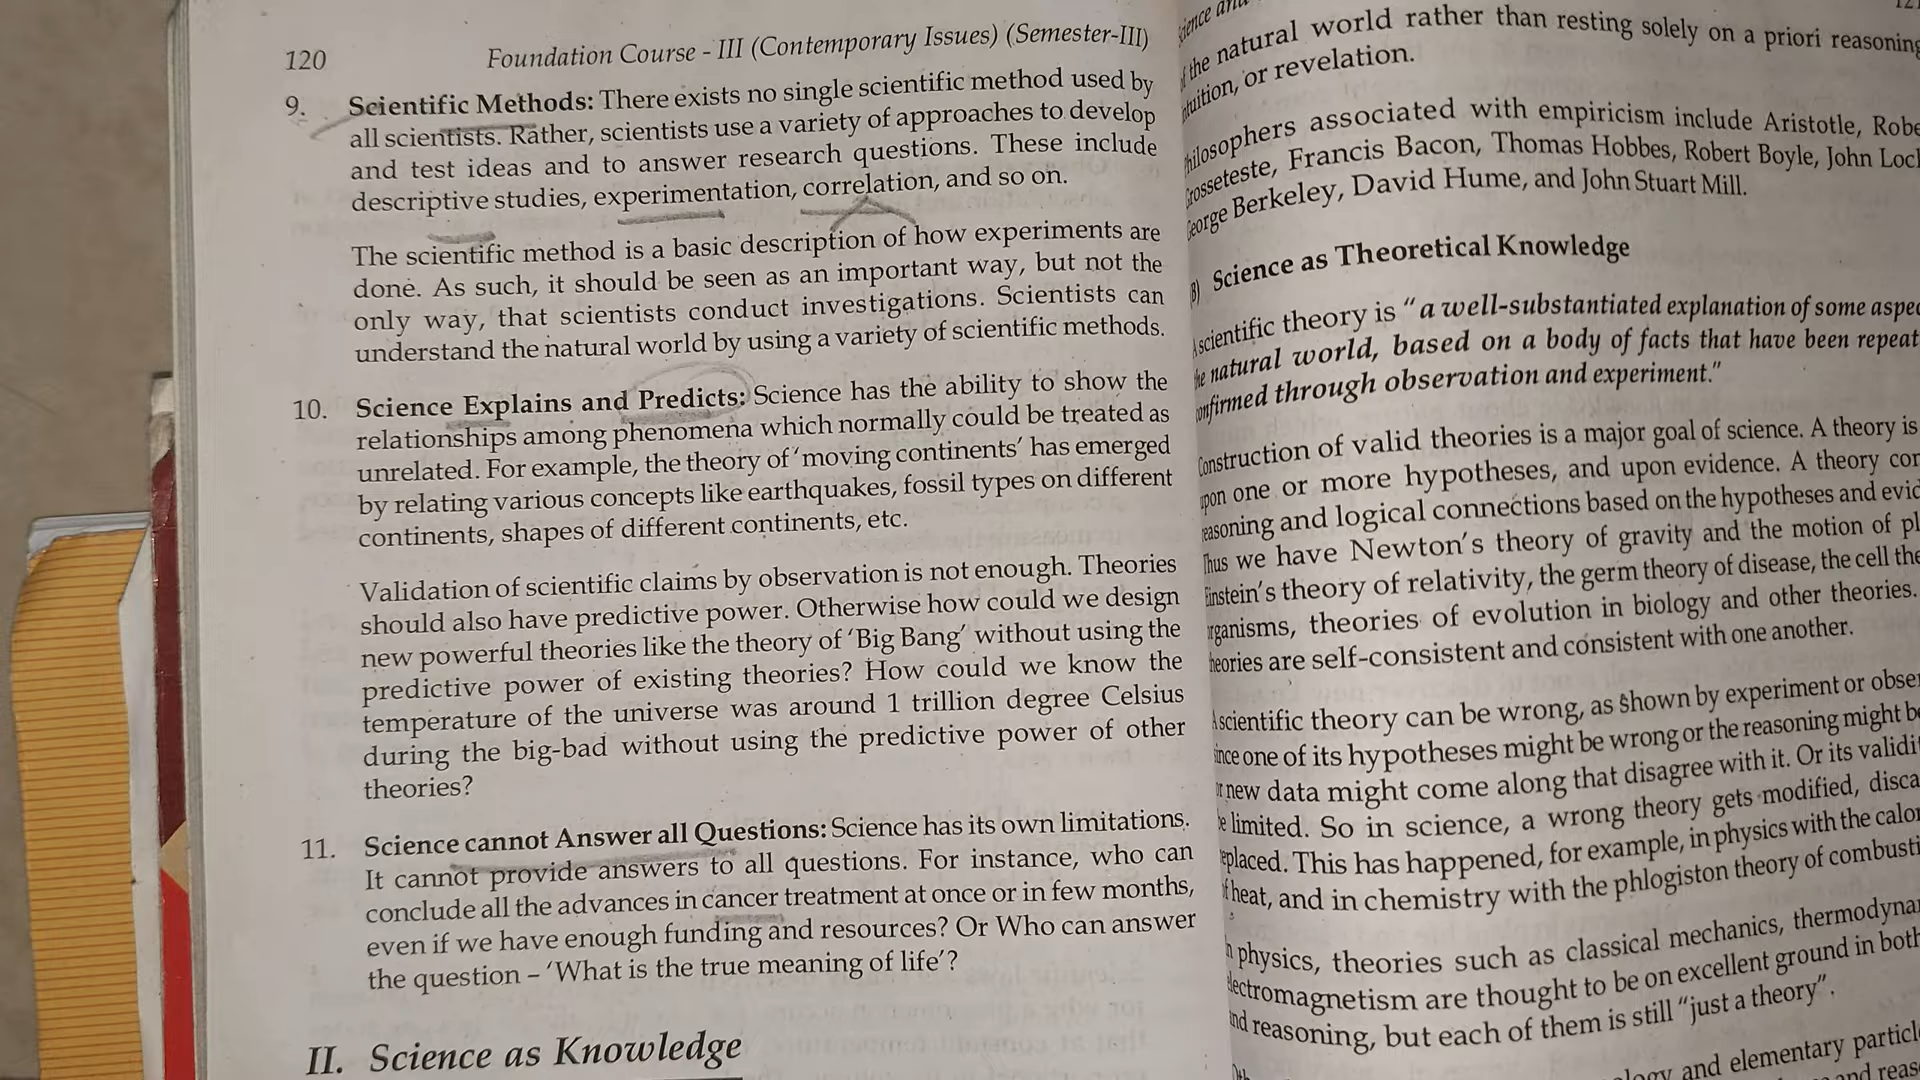 120
Foundation Course - III (Contemporary Issues) (Semester-III)
9. Scientific Methods: There exists no single scientific method used by
all scientists. Rather, scientists use a variety of approaches to develop
and test ideas and to answer research questions. These include
descriptive studies, experimentation, correlation, and so on.
The scientific method is a basic description of how experiments are
done. As such, it should be seen as an important way, but not the
only way, that scientists conduct investigations. Scientists can
understand the natural world by using a variety of scientific methods.
10. Science Explains and Predicts: Science has the ability to show the
relationships among phenomena which normally could be treated as
unrelated. For example, the theory of 'moving continents' has emerged
by relating various concepts like earthquakes, fossil types on different
continents, shapes of different continents, etc.
Validation of scientific claims by observation is not enough. Theories
should also have predictive power. Otherwise how could we design
new powerful theories like the theory of 'Big Bang' without using the
predictive power of existing theories? How could we know the
temperature of the universe was around 1 trillion degree Celsius
during the big-bad without using the predictive power of other
theories?
11. Science cannot Answer all Questions: Science has its own limitations.
It cannot provide answers to all questions. For instance, who can
conclude all the advances in cancer treatment at once or in few months,
even if we have enough funding and resources? Or Who can answer
the question – 'What is the true meaning of life'?
II. Science as Knowledge
the natural world rather than resting solely on a priori reasoning
or revelation.
associated with empiricism include Aristotle,
Francis Bacon, Thomas Hobbes, Robert Boyle, John
Berkeley, David Hume, and John Stuart Mill.
B) Science as Theoretical Knowledge
scientific theory is "a well-substantiated explanation of some
natural world, based on a body of facts that have been
through observation and experiment."
Construction of valid theories is a major goal of science. A theory is
one or more hypotheses, and upon evidence. A theory
and logical connections based on the hypotheses and
we have Newton's theory of gravity and the motion of
Einstein's theory of relativity, the germ theory of disease, the cell
theories of evolution in biology and other theories.
are self-consistent and consistent with one another.
scientific theory can be wrong, as shown by experiment or
one of its hypotheses might be wrong or the reasoning might
new data might come along that disagree with it. Or its
limited. So in science, a wrong theory gets modified,
This has happened, for example, in physics with the
heat, and in chemistry with the phlogiston theory of
physics, theories such as classical mechanics,
are thought to be on excellent ground in both
reasoning, but each of them is still "just a theory".
and elementary